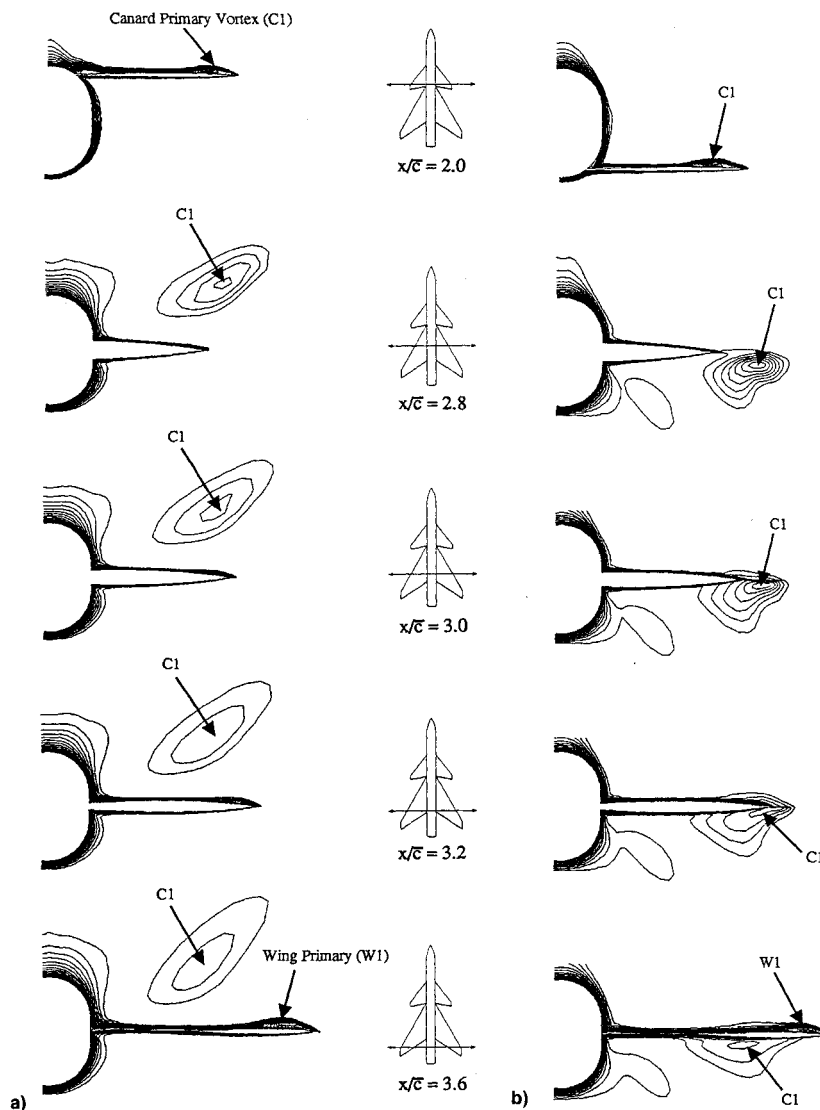 Canard Primary Vortex (C1)
C1
x/c̄ = 2.0
C1
C1
x/c̄ = 2.8
C1
C1
x/c̄ = 3.0
C1
C1
x/c̄ = 3.2
C1
C1
Wing Primary (W1)
W1
x/c̄ = 3.6
C1
a)
b)